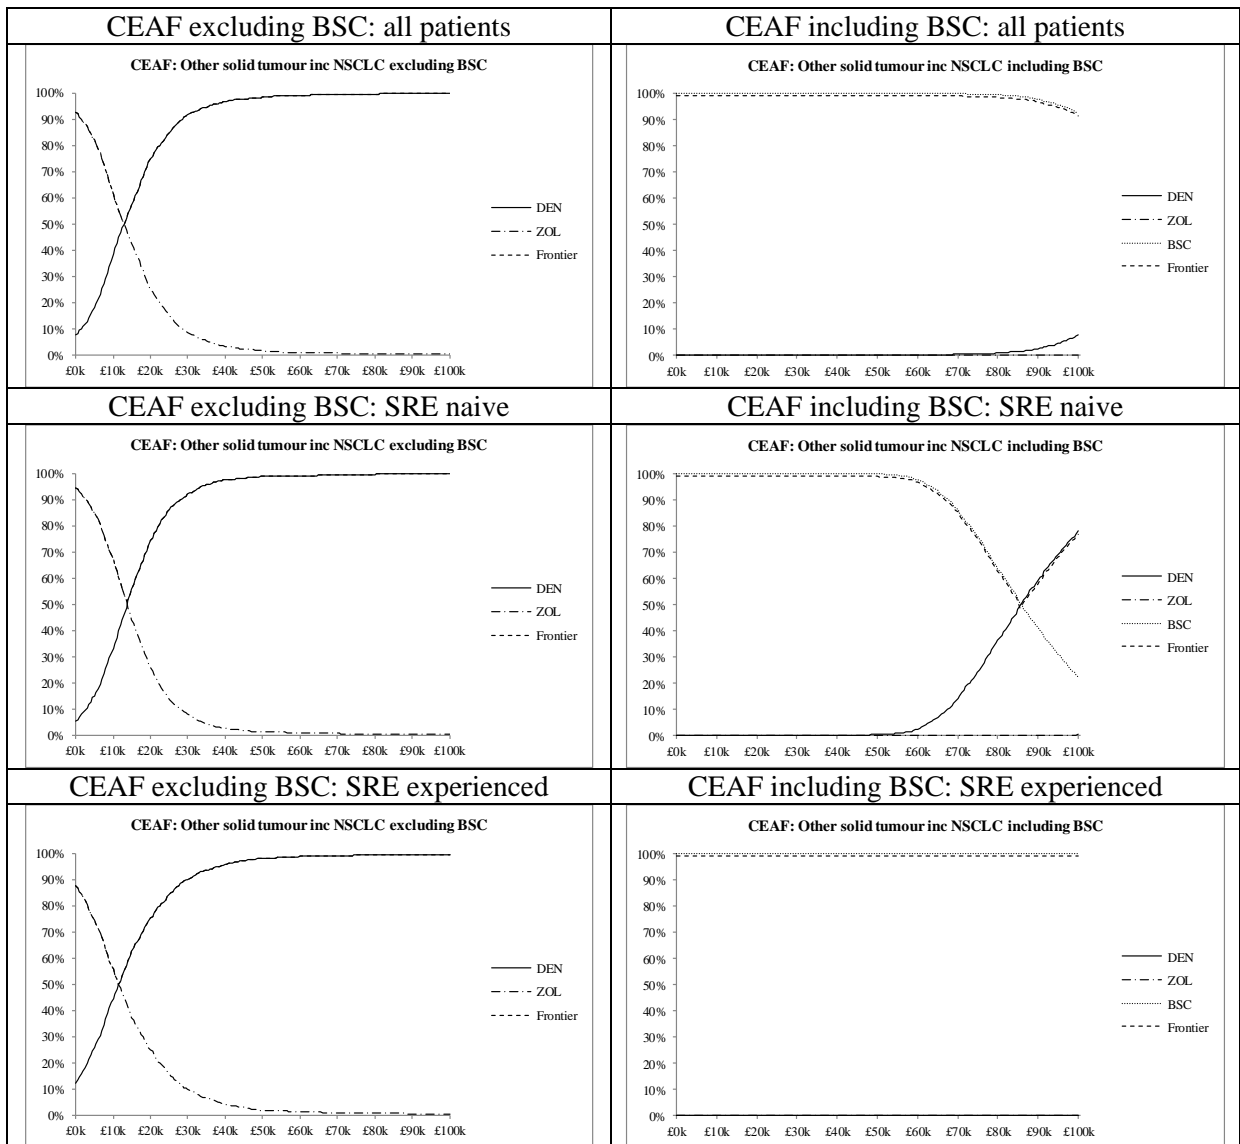 CEAF excluding BSC: all patients
CEAF: Other solid tumour inc NSCLC excluding BSC
100%
90%
80%
70%
60%
50%
40%
30%
20%
10%
0%
£0k £10k £20k £30k £40k £50k £60k £70k £80k £90k £100k
DEN
ZOL
Frontier
CEAF including BSC: all patients
CEAF: Other solid tumour inc NSCLC including BSC
100%
90%
80%
70%
60%
50%
40%
30%
20%
10%
0%
£0k £10k £20k £30k £40k £50k £60k £70k £80k £90k £100k
DEN
ZOL
BSC
Frontier
CEAF excluding BSC: SRE naive
CEAF: Other solid tumour inc NSCLC excluding BSC
100%
90%
80%
70%
60%
50%
40%
30%
20%
10%
0%
£0k £10k £20k £30k £40k £50k £60k £70k £80k £90k £100k
DEN
ZOL
Frontier
CEAF including BSC: SRE naive
CEAF: Other solid tumour inc NSCLC including BSC
100%
90%
80%
70%
60%
50%
40%
30%
20%
10%
0%
£0k £10k £20k £30k £40k £50k £60k £70k £80k £90k £100k
DEN
ZOL
BSC
Frontier
CEAF excluding BSC: SRE experienced
CEAF: Other solid tumour inc NSCLC excluding BSC
100%
90%
80%
70%
60%
50%
40%
30%
20%
10%
0%
£0k £10k £20k £30k £40k £50k £60k £70k £80k £90k £100k
DEN
ZOL
Frontier
CEAF including BSC: SRE experienced
CEAF: Other solid tumour inc NSCLC including BSC
100%
90%
80%
70%
60%
50%
40%
30%
20%
10%
0%
£0k £10k £20k £30k £40k £50k £60k £70k £80k £90k £100k
DEN
ZOL
BSC
Frontier